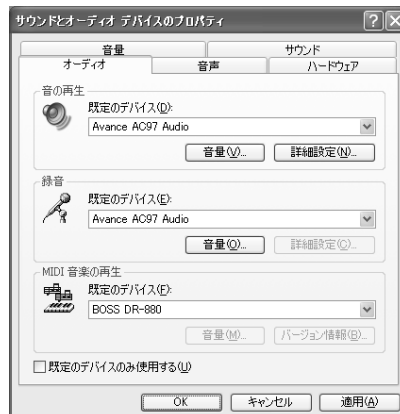 サウンドとオーディオ デバイスのプロパティ
音量 サウンド
オーディオ 音声 ハードウェア
音の再生
既定のデバイス(D):
Avance AC97 Audio
音量(V)... 詳細設定(N)...
録音
既定のデバイス(E):
Avance AC97 Audio
音量(O)... 詳細設定(C)...
MIDI 音楽の再生
既定のデバイス(F):
BOSS DR-880
音量(M)... バージョン情報(B)...
既定のデバイスのみ使用する(U)
OK キャンセル 適用(A)